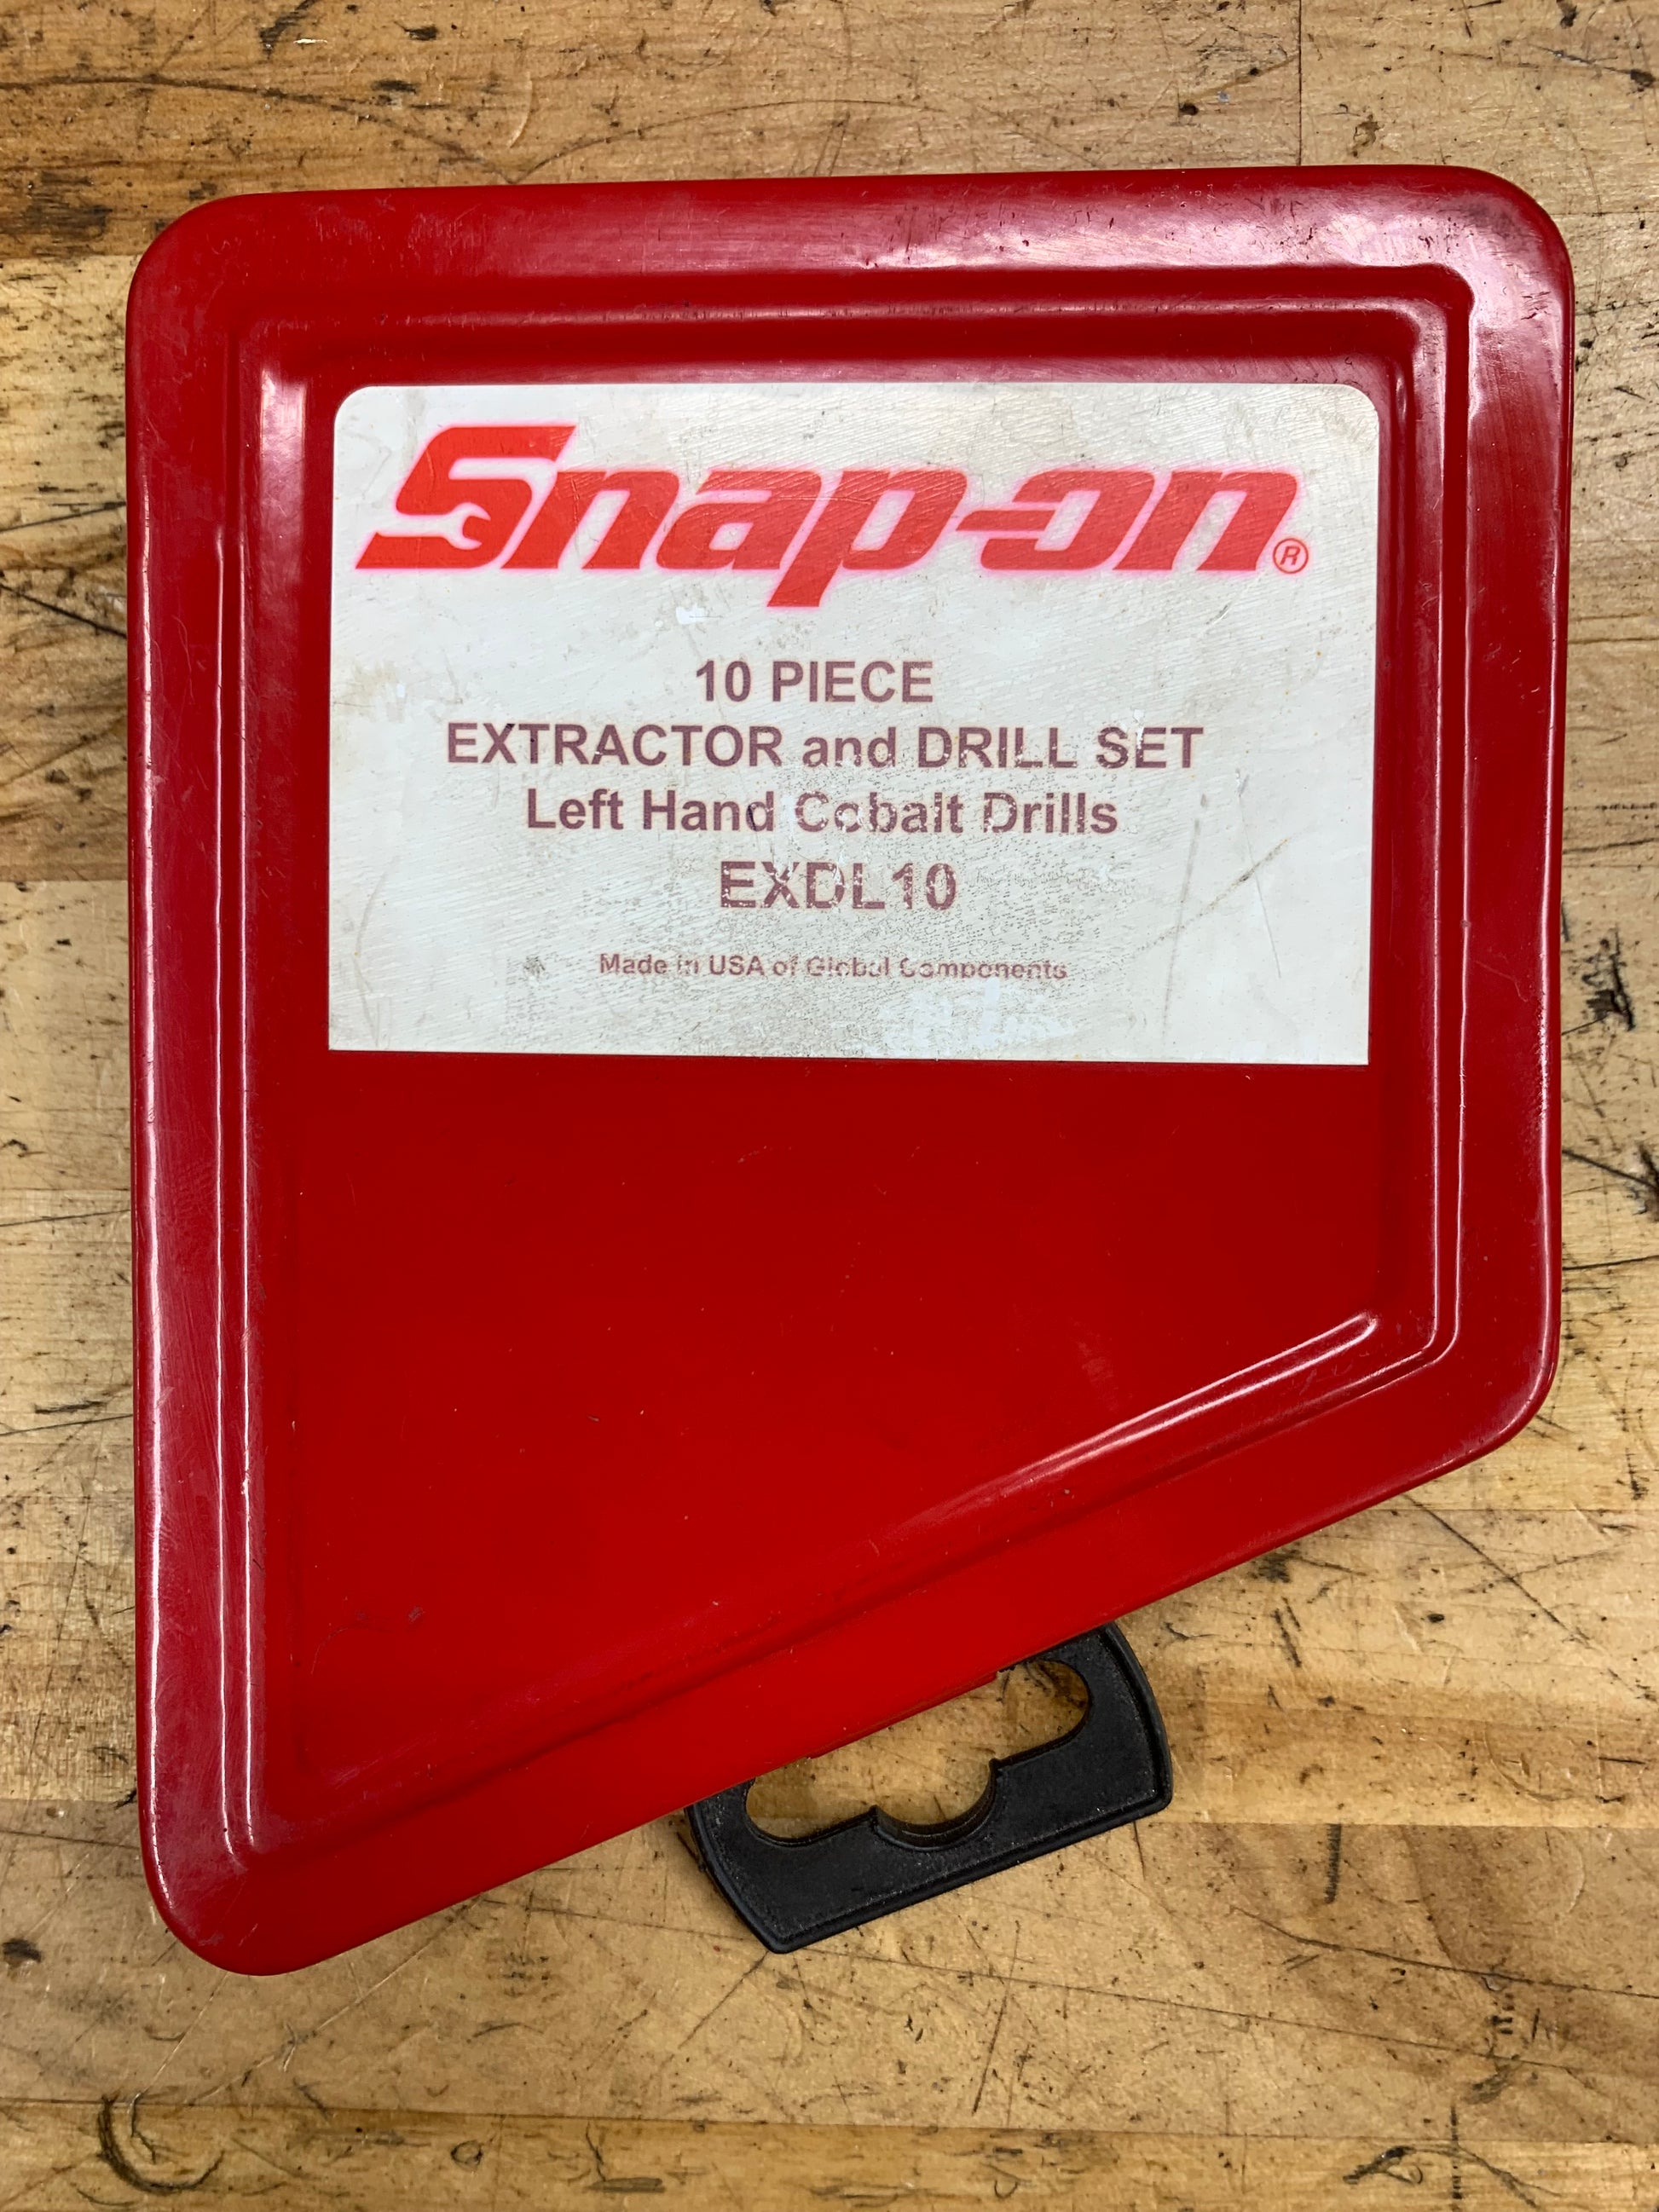 Snap-on®
10 PIECE
EXTRACTOR and DRILL SET
Left Hand Cobalt Drills
EXDL10
Made in USA of Global Components